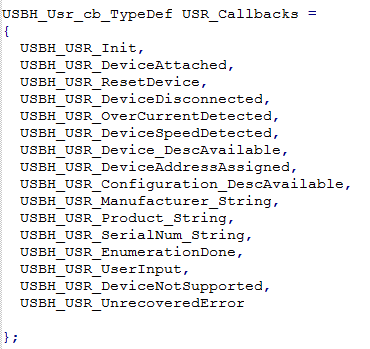 USBH_Usr_cb_TypeDef USR_Callbacks =
{
  USBH_USR_Init,
  USBH_USR_DeviceAttached,
  USBH_USR_ResetDevice,
  USBH_USR_DeviceDisconnected,
  USBH_USR_OverCurrentDetected,
  USBH_USR_DeviceSpeedDetected,
  USBH_USR_Device_DescAvailable,
  USBH_USR_DeviceAddressAssigned,
  USBH_USR_Configuration_DescAvailable,
  USBH_USR_Manufacturer_String,
  USBH_USR_Product_String,
  USBH_USR_SerialNum_String,
  USBH_USR_EnumerationDone,
  USBH_USR_UserInput,
  USBH_USR_DeviceNotSupported,
  USBH_USR_UnrecoveredError
};